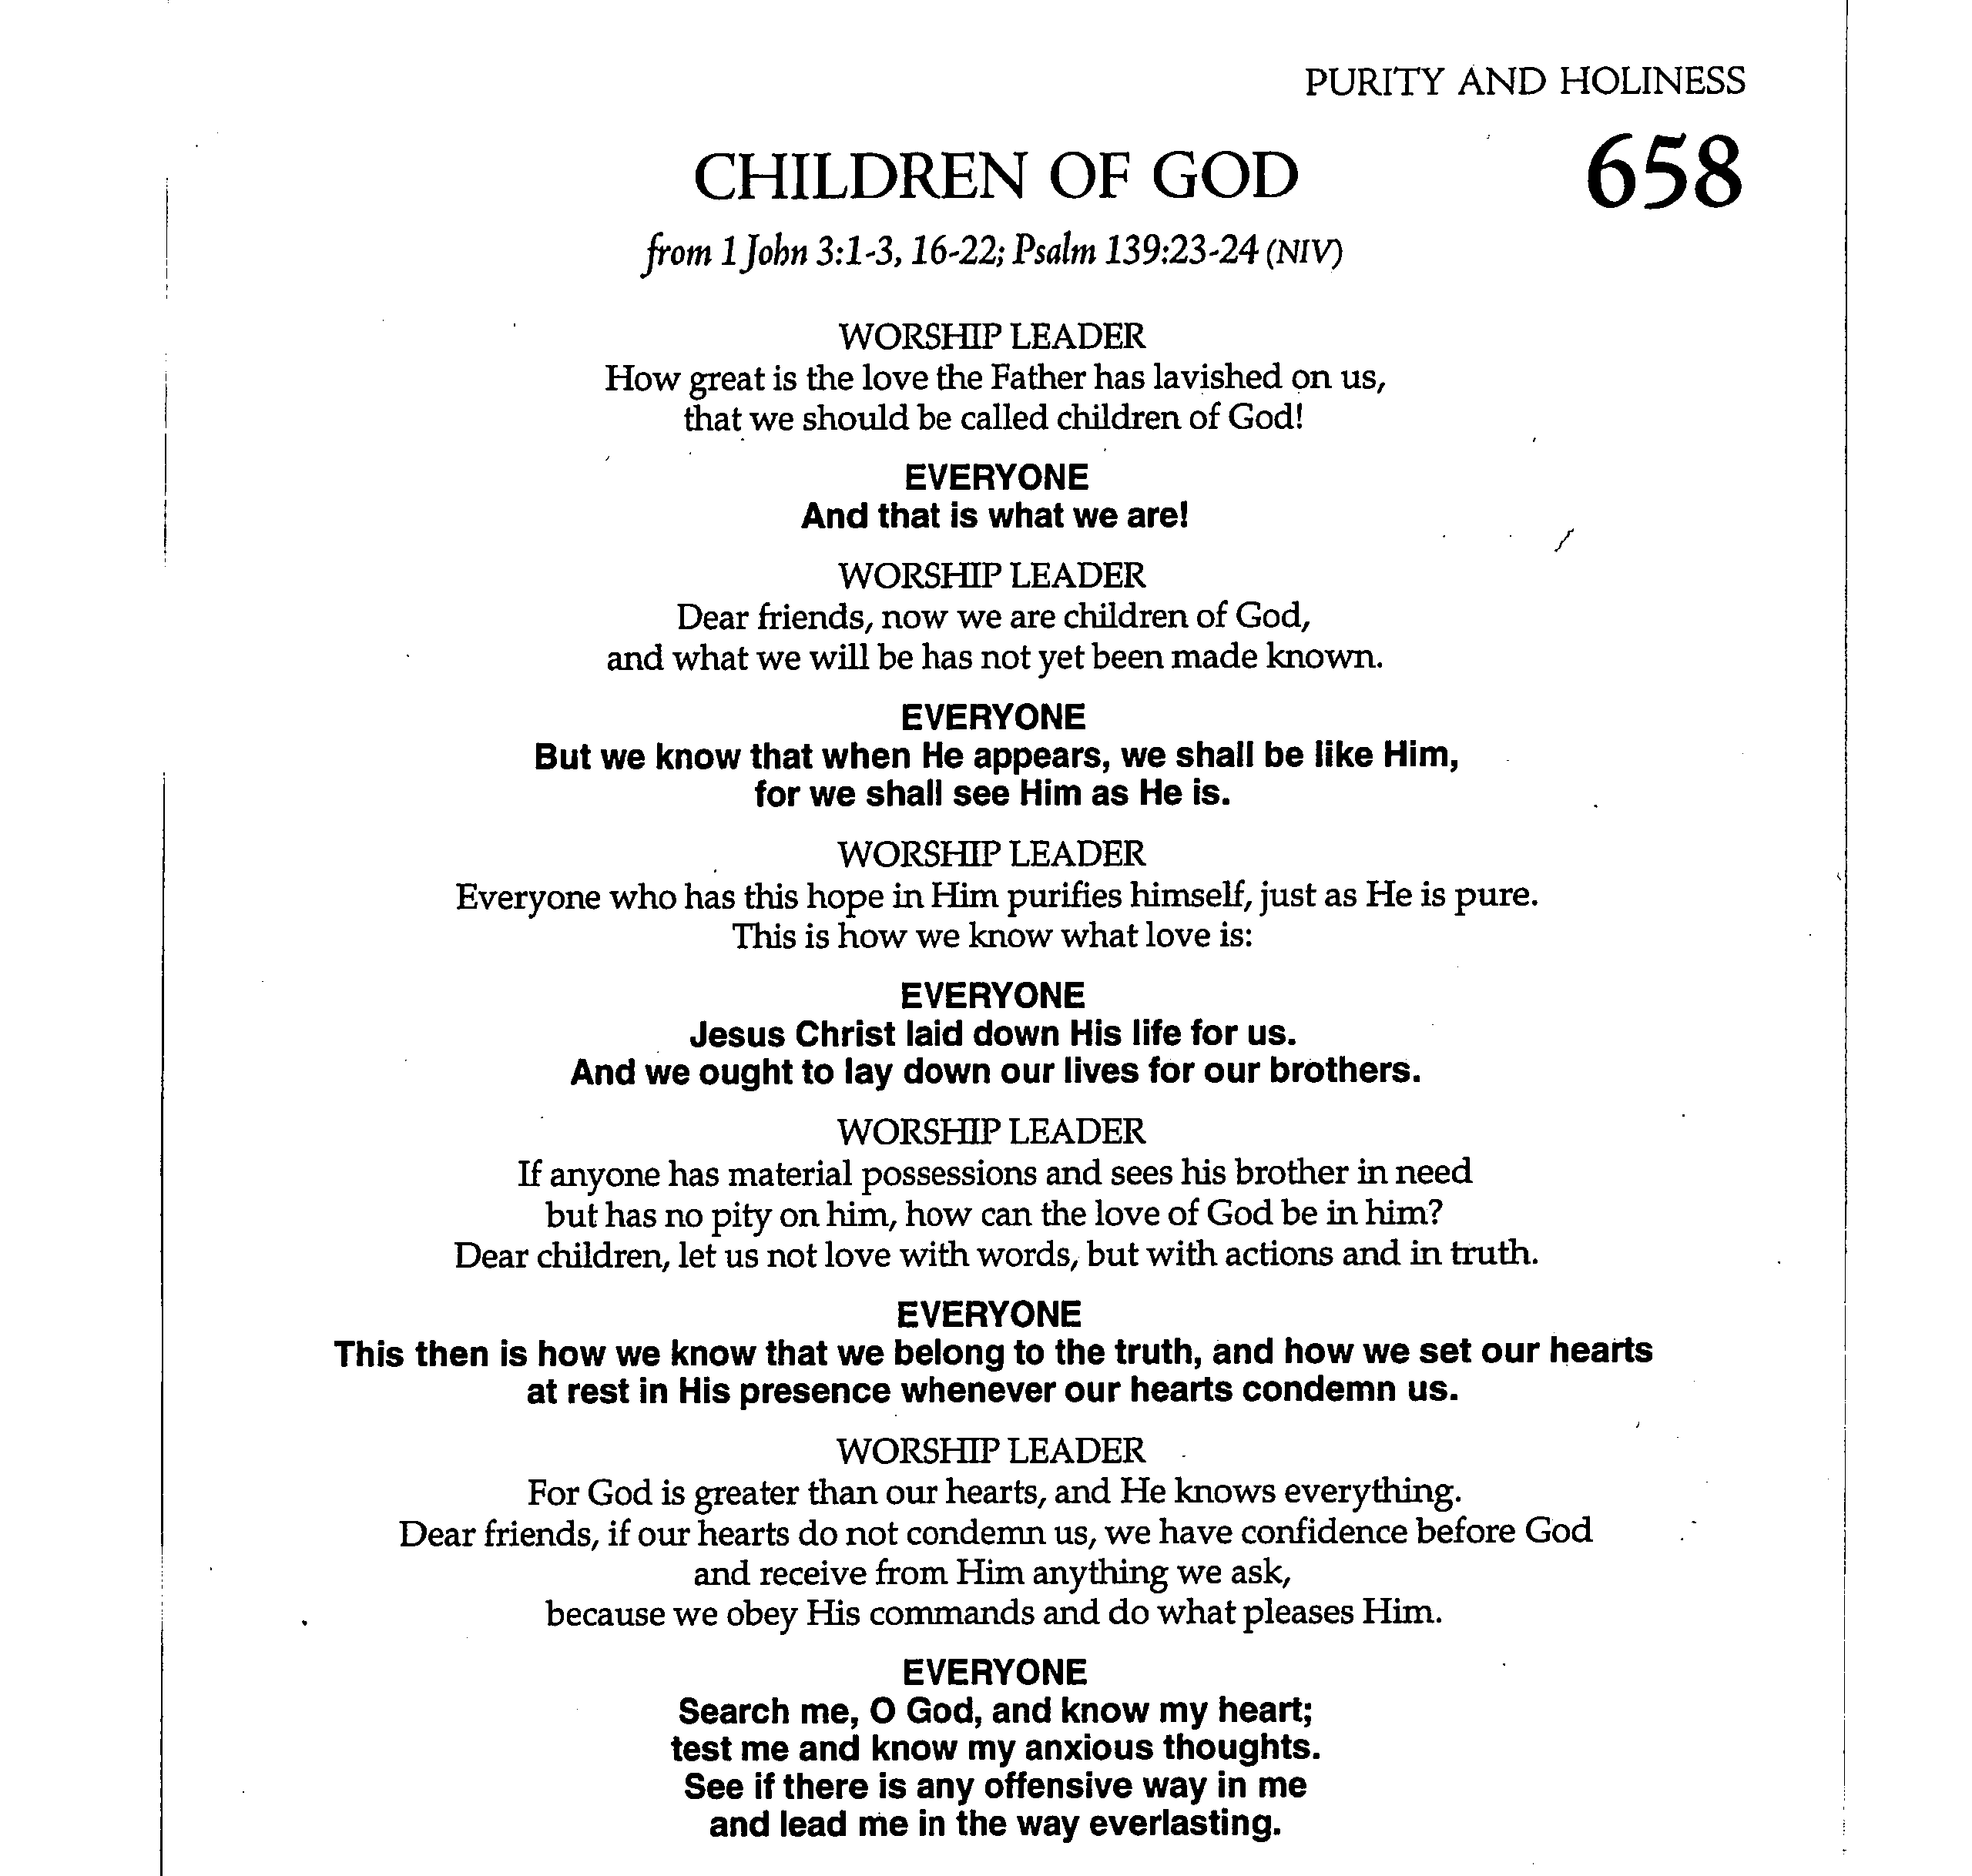 PURITY AND HOLINESS
CHILDREN OF GOD 658
from 1 John 3:1-3, 16-22; Psalm 139:23-24 (NIV)
WORSHIP LEADER
How great is the love the Father has lavished on us,
that we should be called children of God!
EVERYONE
And that is what we are!
WORSHIP LEADER
Dear friends, now we are children of God,
and what we will be has not yet been made known.
EVERYONE
But we know that when He appears, we shall be like Him,
for we shall see Him as He is.
WORSHIP LEADER
Everyone who has this hope in Him purifies himself, just as He is pure.
This is how we know what love is:
EVERYONE
Jesus Christ laid down His life for us.
And we ought to lay down our lives for our brothers.
WORSHIP LEADER
If anyone has material possessions and sees his brother in need
but has no pity on him, how can the love of God be in him?
Dear children, let us not love with words, but with actions and in truth.
EVERYONE
This then is how we know that we belong to the truth, and how we set our hearts
at rest in His presence whenever our hearts condemn us.
WORSHIP LEADER
For God is greater than our hearts, and He knows everything.
Dear friends, if our hearts do not condemn us, we have confidence before God
and receive from Him anything we ask,
because we obey His commands and do what pleases Him.
EVERYONE
Search me, O God, and know my heart;
test me and know my anxious thoughts.
See if there is any offensive way in me
and lead me in the way everlasting.